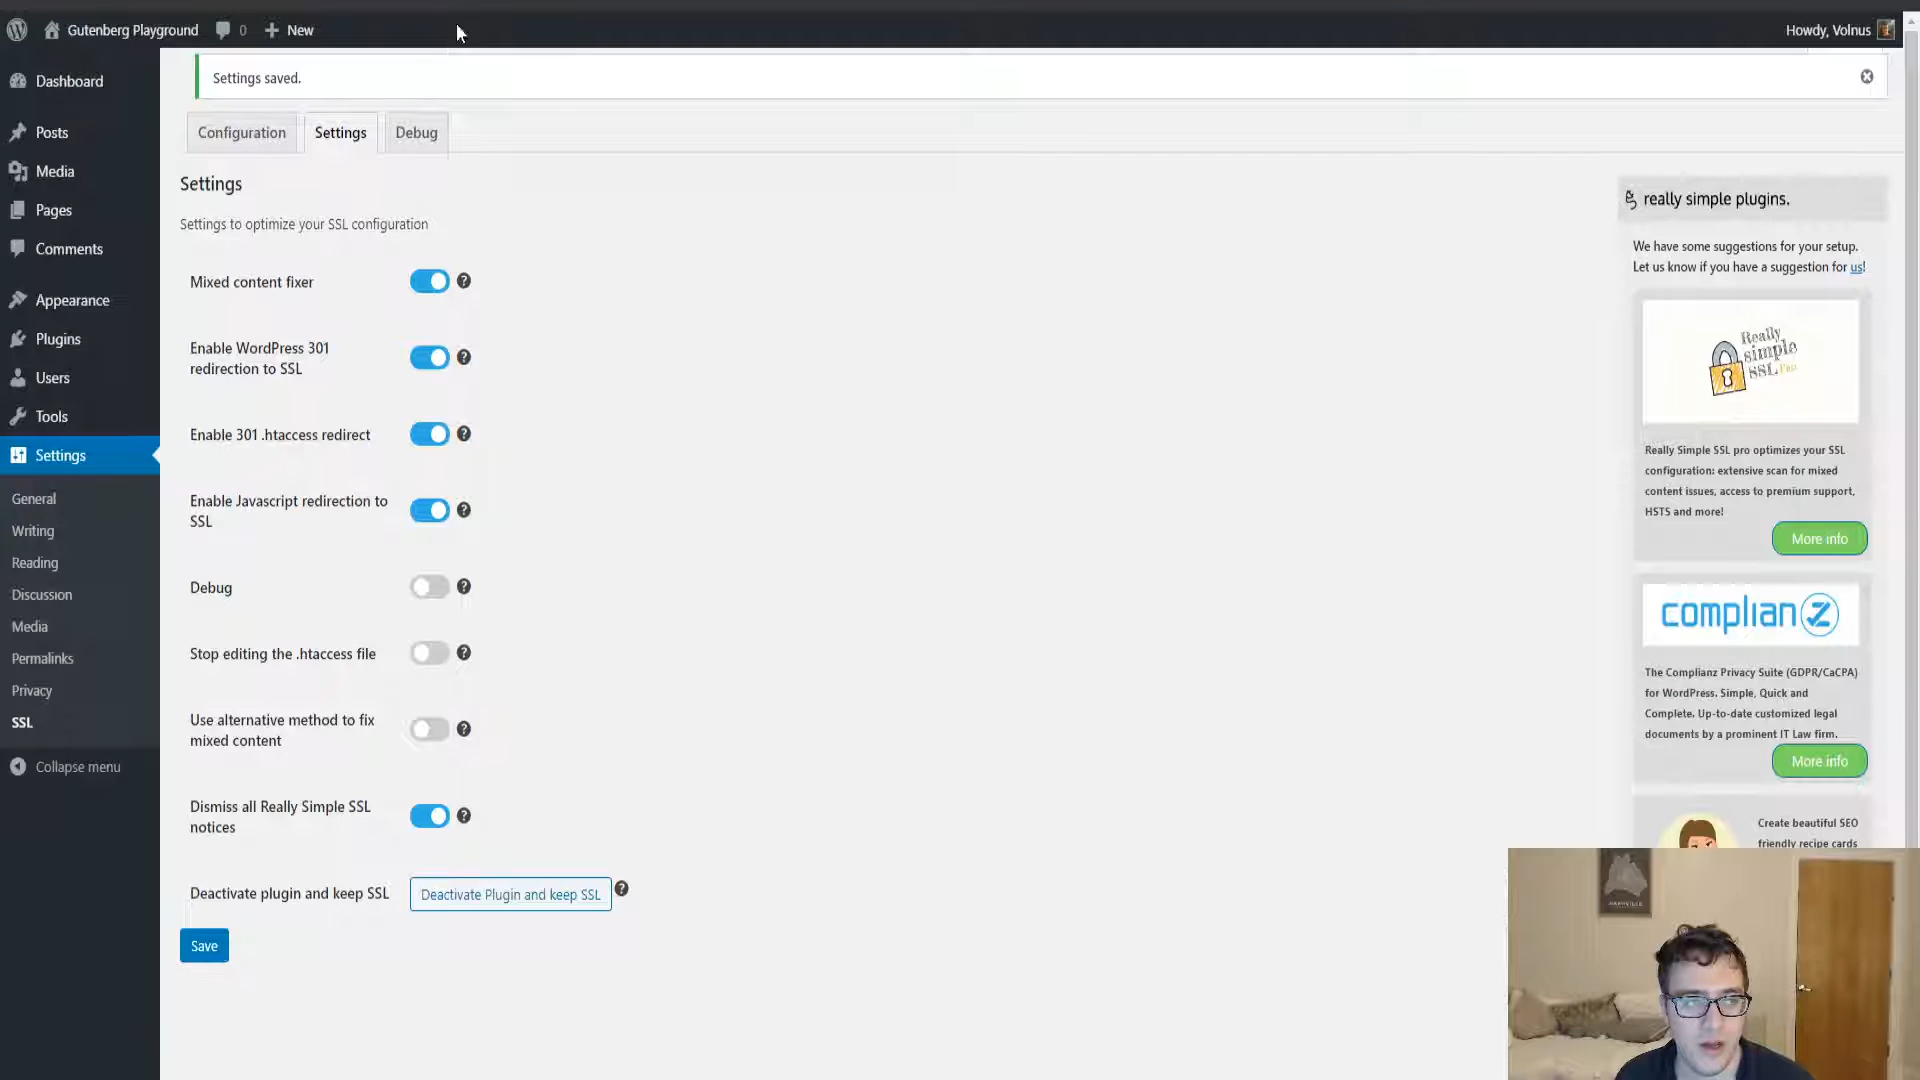 Gutenberg Playground
0
New
Howdy, Volnus
Dashboard
Posts
Media
Pages
Comments
Appearance
Plugins
Users
Tools
Settings
General
Writing
Reading
Discussion
Media
Permalinks
Privacy
SSL
Collapse menu
Settings saved.
Configuration
Settings
Debug
Settings
Settings to optimize your SSL configuration
Mixed content fixer
Enable WordPress 301
redirection to SSL
Enable 301 .htaccess redirect
Enable Javascript redirection to
SSL
Debug
Stop editing the .htaccess file
Use alternative method to fix
mixed content
Dismiss all Really Simple SSL
notices
Deactivate plugin and keep SSL
Deactivate Plugin and keep SSL
Save
really simple plugins.
We have some suggestions for your setup.
Let us know if you have a suggestion for us!
Really
simple
SSL Pro
Really Simple SSL pro optimizes your SSL
configuration: extensive scan for mixed
content issues, access to premium support,
HSTS and more!
More info
complianz
The Complianz Privacy Suite (GDPR/CaCPA)
for WordPress. Simple, Quick and
Complete. Up-to-date customized legal
documents by a prominent IT Law firm.
More info
Create beautiful SEO
friendly recipe cards
NASHVILLE